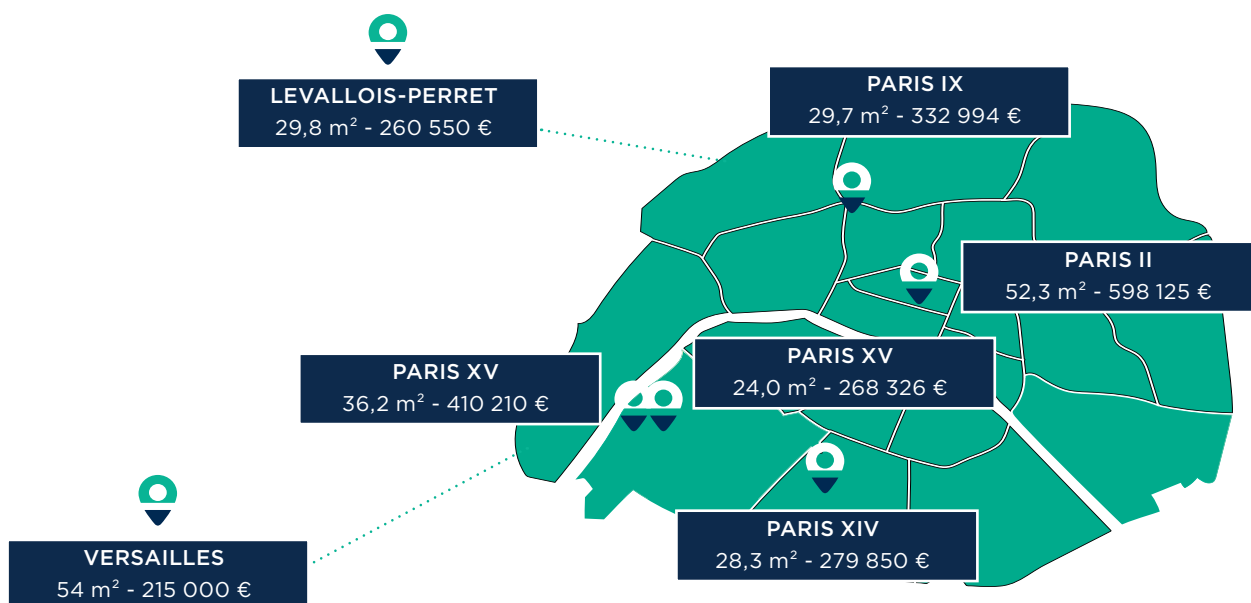 LEVALLOIS-PERRET
29,8 m² - 260 550 €
PARIS IX
29,7 m² - 332 994 €
PARIS II
52,3 m² - 598 125 €
PARIS XV
36,2 m² - 410 210 €
PARIS XV
24,0 m² - 268 326 €
PARIS XIV
28,3 m² - 279 850 €
VERSAILLES
54 m² - 215 000 €